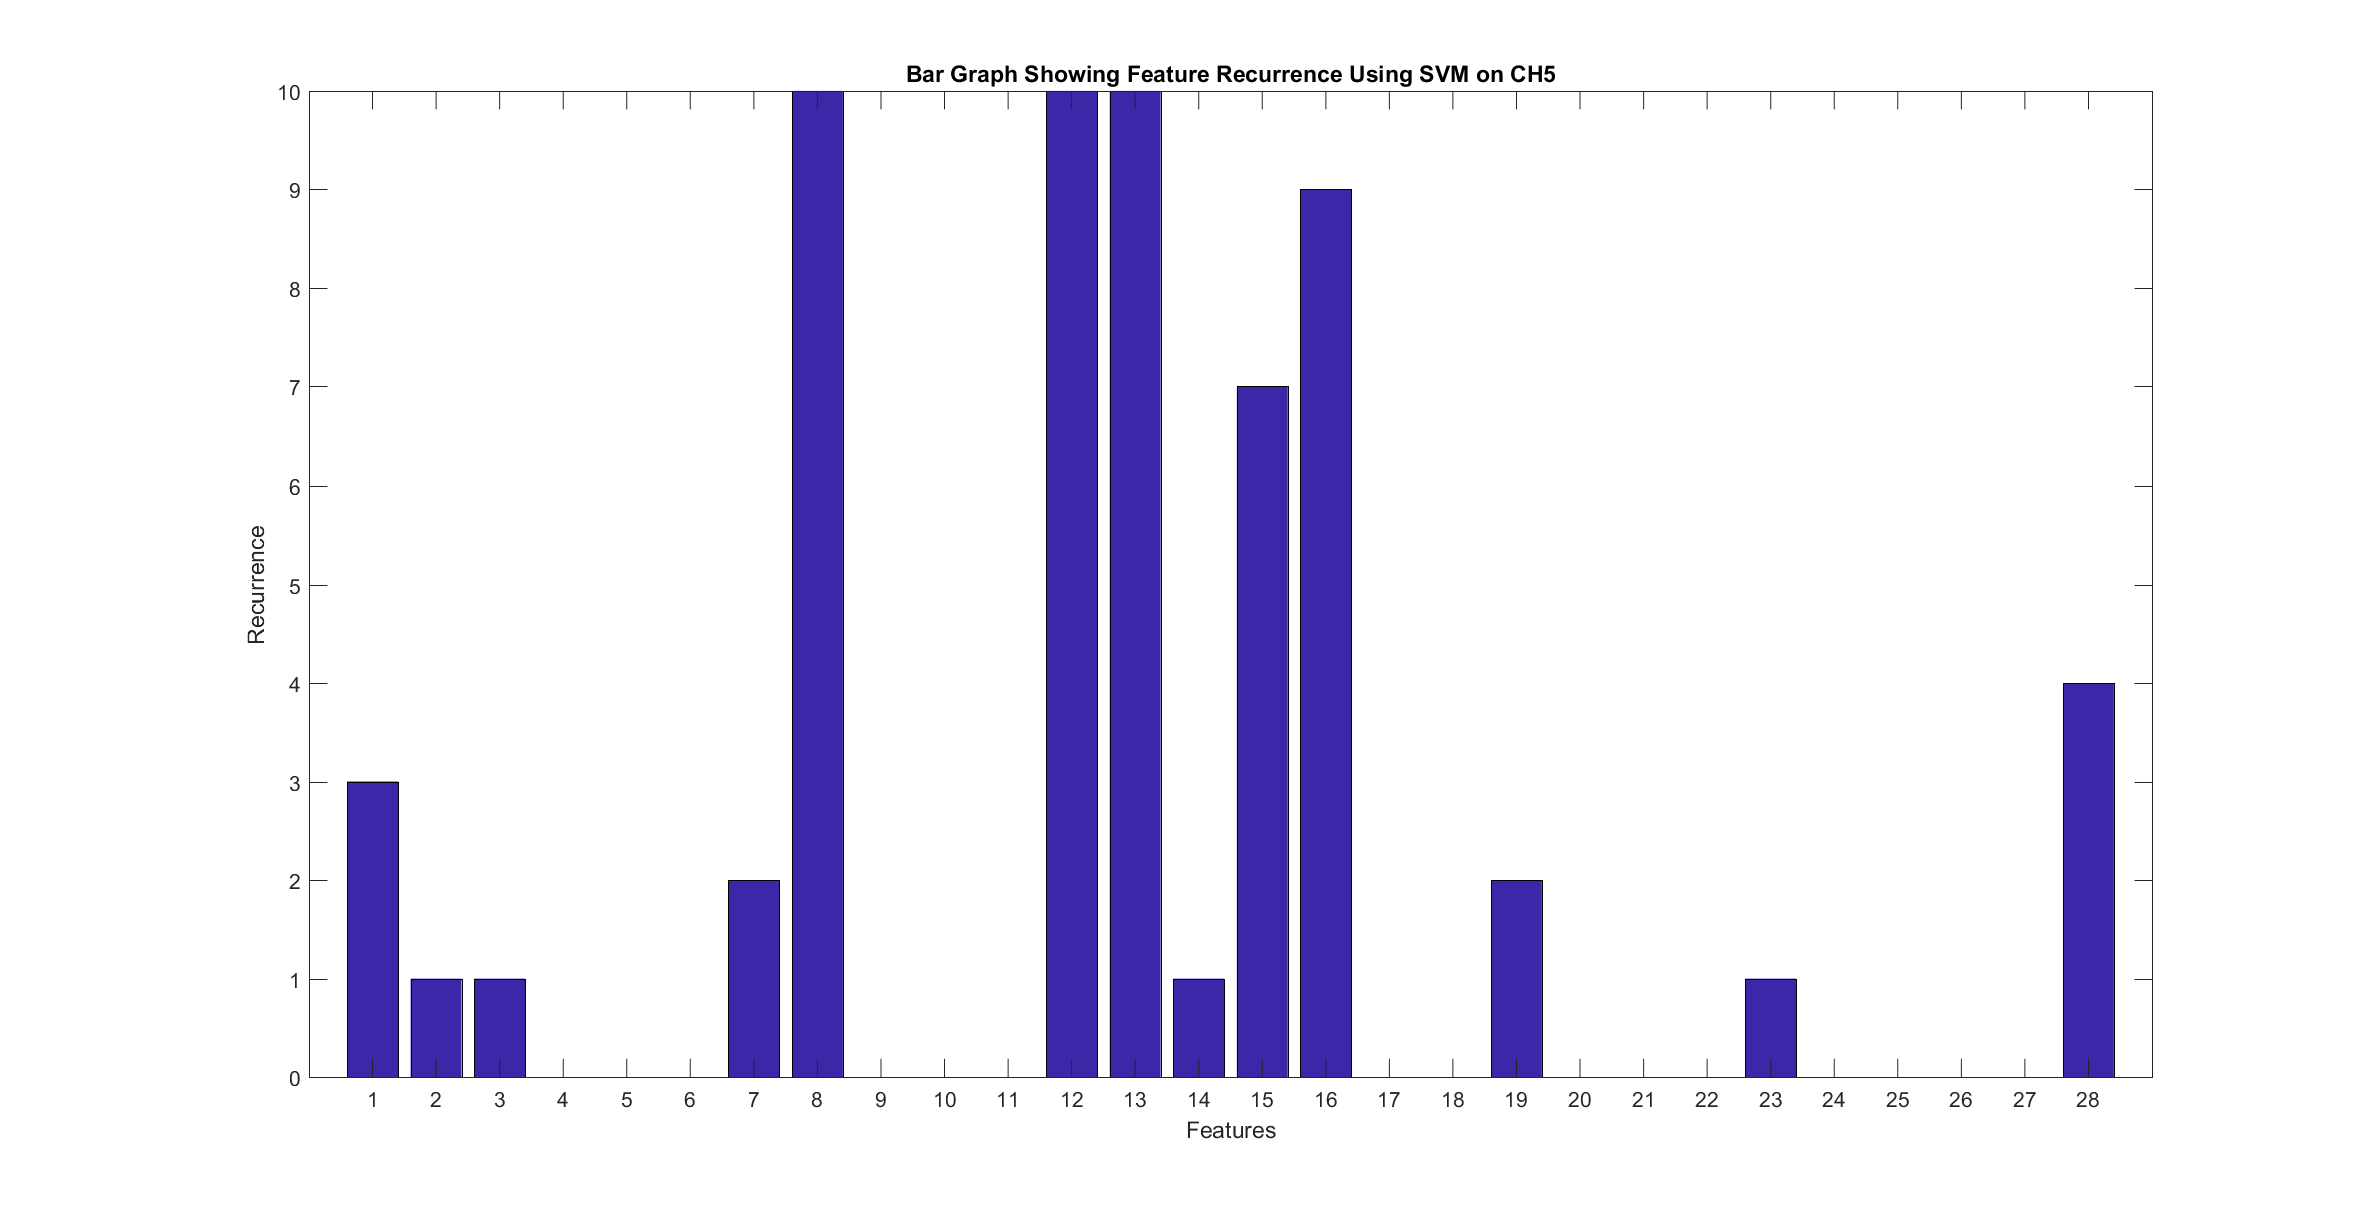 Bar Graph Showing Feature Recurrence Using SVM on CH5
10
9
8
7
6
5
4
3
2
1
0
Recurrence
1 2 3 4 5 6 7 8 9 10 11 12 13 14 15 16 17 18 19 20 21 22 23 24 25 26 27 28
Features